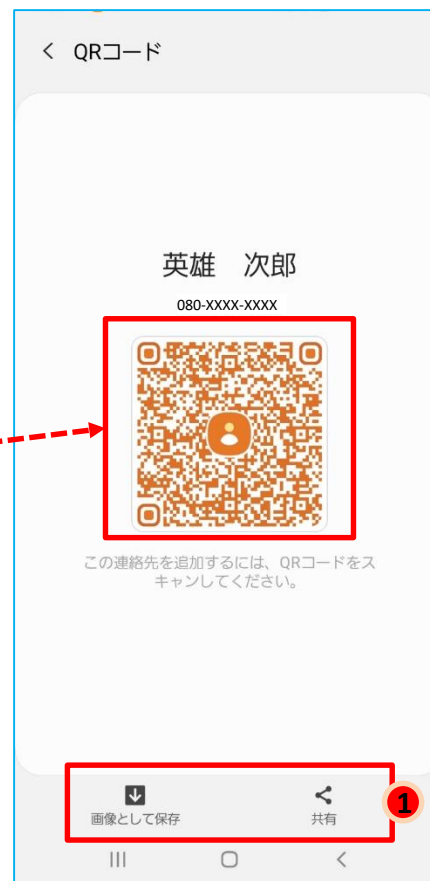 QRコード
英雄　次郎
080-XXXX-XXXX
この連絡先を追加するには、QRコードをス
キャンしてください。
画像として保存
共有
1